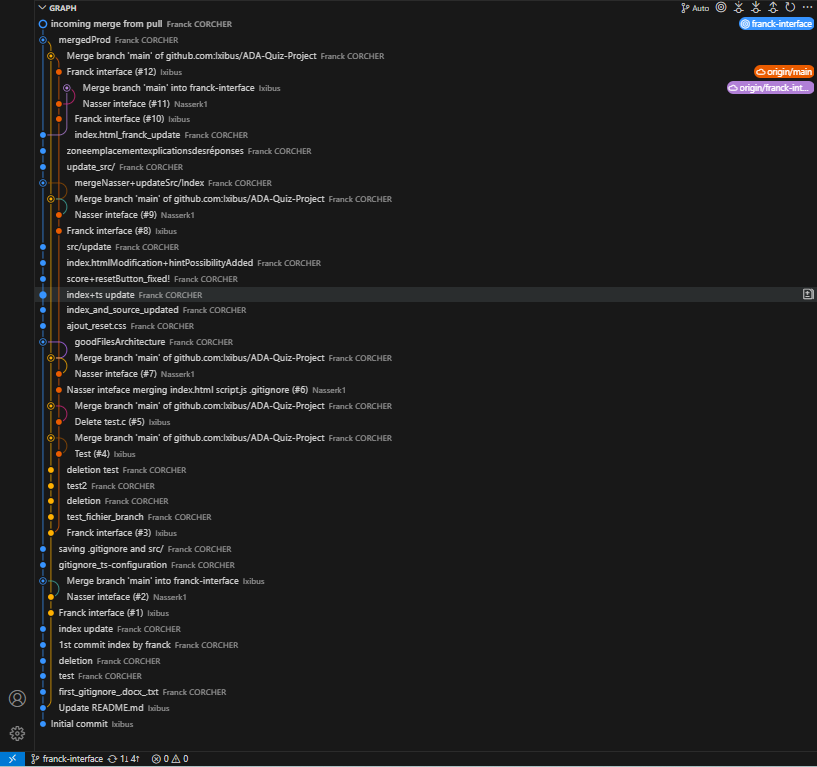 GRAPH Auto
incoming merge from pull Franck CORCHER franck-interface
mergedProd Franck CORCHER
Merge branch 'main' of github.com:lxibus/ADA-Quiz-Project Franck CORCHER
Franck interface (#12) lxibus origin/main
Merge branch 'main' into franck-interface lxibus origin/franck-int...
Nasser inteface (#11) Nasserk1
Franck interface (#10) lxibus
index.html_franck_update Franck CORCHER
zoneemplacementexplicationsdesréponses Franck CORCHER
update_src/ Franck CORCHER
mergeNasser+updateSrc/Index Franck CORCHER
Merge branch 'main' of github.com:lxibus/ADA-Quiz-Project Franck CORCHER
Nasser inteface (#9) Nasserk1
Franck interface (#8) lxibus
src/update Franck CORCHER
index.htmlModification+hintPossibilityAdded Franck CORCHER
score+resetButton_fixed! Franck CORCHER
index+ts update Franck CORCHER
index_and_source_updated Franck CORCHER
ajout_reset.css Franck CORCHER
goodFilesArchitecture Franck CORCHER
Merge branch 'main' of github.com:lxibus/ADA-Quiz-Project Franck CORCHER
Nasser inteface (#7) Nasserk1
Nasser inteface merging index.html script.js .gitignore (#6) Nasserk1
Merge branch 'main' of github.com:lxibus/ADA-Quiz-Project Franck CORCHER
Delete test.c (#5) lxibus
Merge branch 'main' of github.com:lxibus/ADA-Quiz-Project Franck CORCHER
Test (#4) lxibus
deletion test Franck CORCHER
test2 Franck CORCHER
deletion Franck CORCHER
test_fichier_branch Franck CORCHER
Franck interface (#3) lxibus
saving .gitignore and src/ Franck CORCHER
gitignore_ts-configuration Franck CORCHER
Merge branch 'main' into franck-interface lxibus
Nasser inteface (#2) Nasserk1
Franck interface (#1) lxibus
index update Franck CORCHER
1st commit index by franck Franck CORCHER
deletion Franck CORCHER
test Franck CORCHER
first_gitignore_.docx_.txt Franck CORCHER
Update README.md lxibus
Initial commit lxibus
franck-interface 1↓ 4↑ 0 0